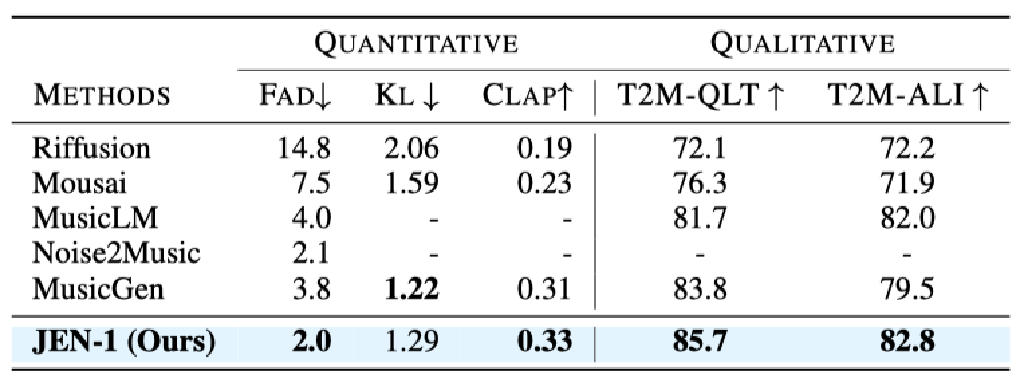 QUANTITATIVE QUALITATIVE
METHODS FAD↓ KL ↓ CLAP↑ T2M-QLT ↑ T2M-ALI ↑
Riffusion 14.8 2.06 0.19 72.1 72.2
Mousai 7.5 1.59 0.23 76.3 71.9
MusicLM 4.0 - - 81.7 82.0
Noise2Music 2.1 - - - -
MusicGen 3.8 1.22 0.31 83.8 79.5
JEN-1 (Ours) 2.0 1.29 0.33 85.7 82.8